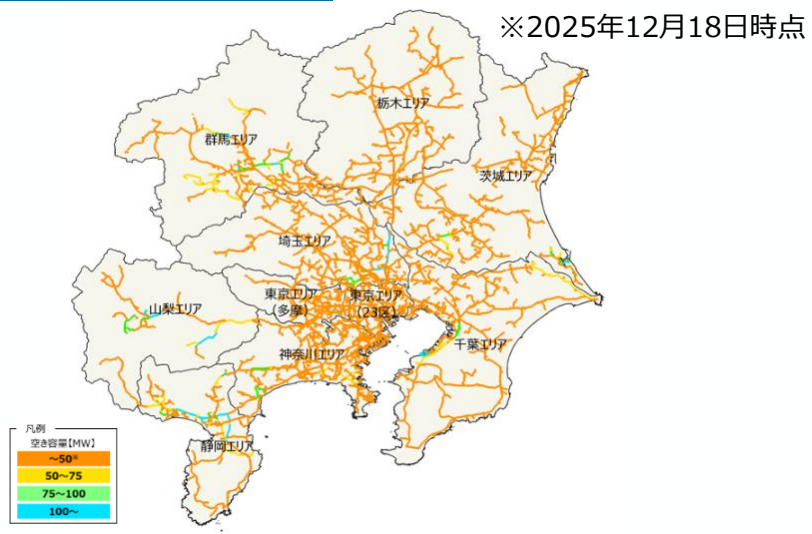 ※2025年12月18日時点
栃木エリア
群馬エリア
茨城エリア
埼玉エリア
東京エリア
(多摩)
東京エリア
(23区)
山梨エリア
神奈川エリア
千葉エリア
静岡エリア
凡例
空き容量【MW】
～50※
50～75
75～100
100～